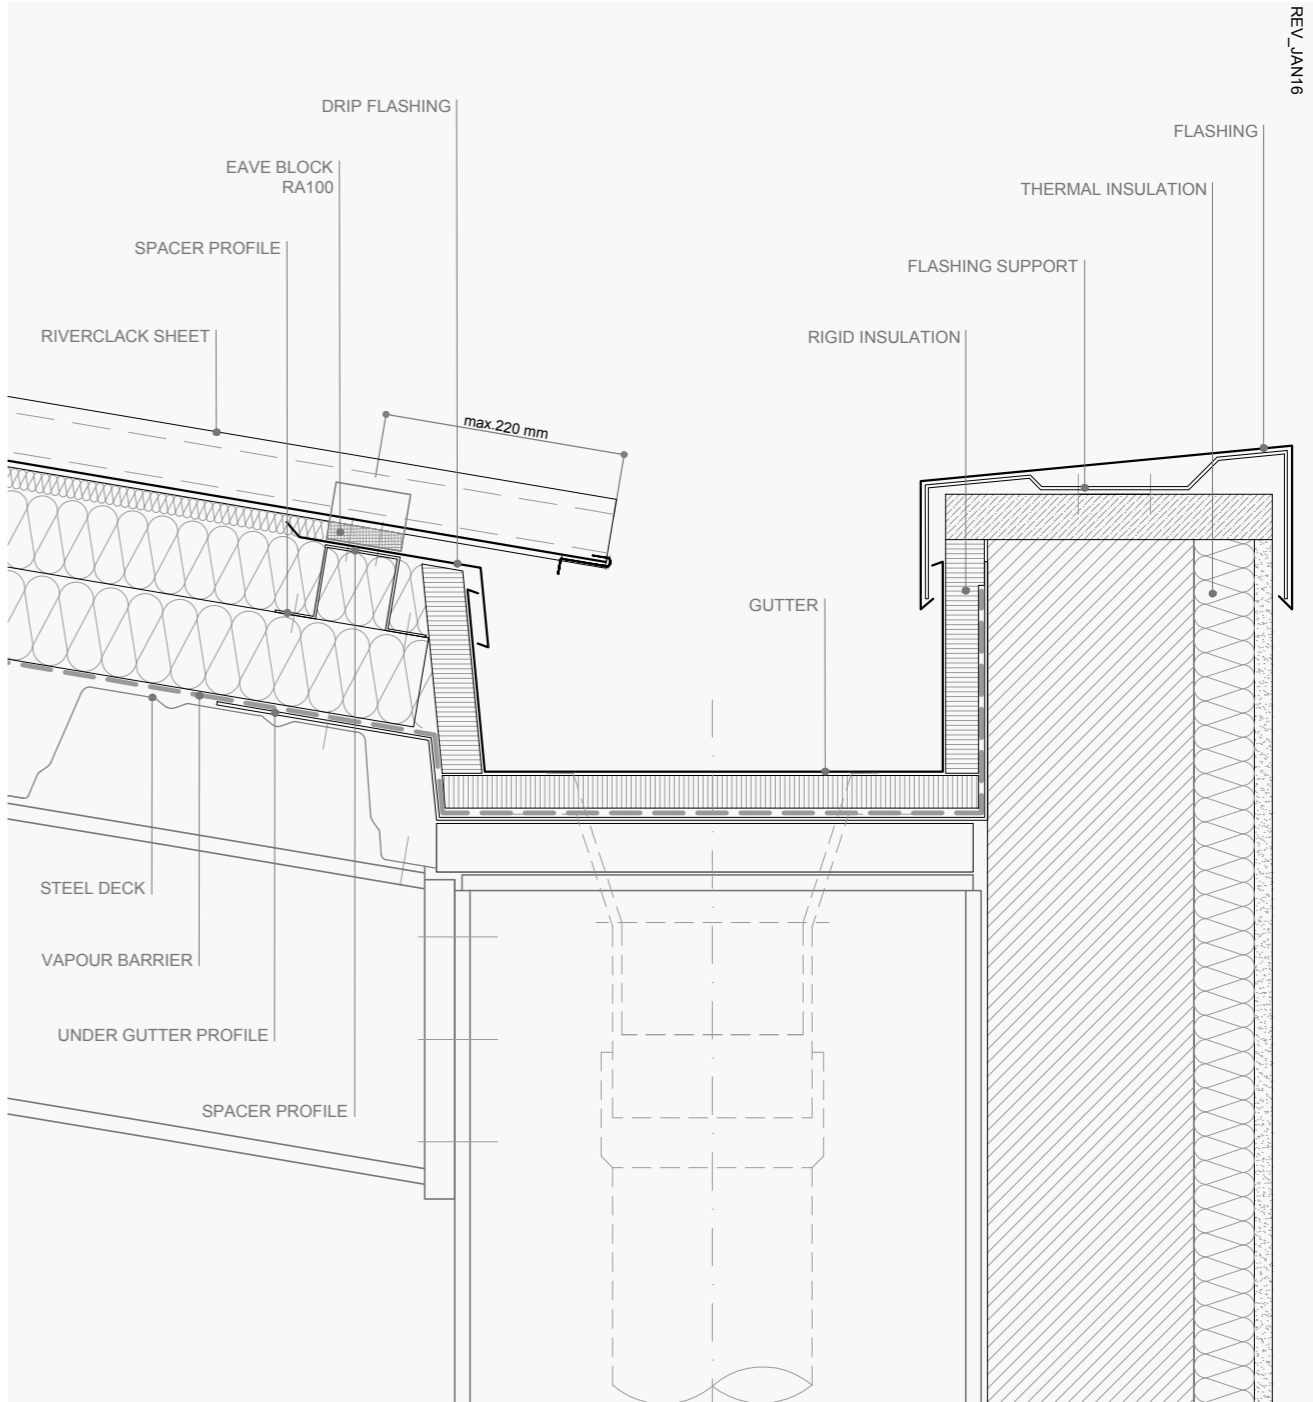 REV_JAN16
DRIP FLASHING
FLASHING
EAVE BLOCK
RA100
THERMAL INSULATION
SPACER PROFILE
FLASHING SUPPORT
RIVERCLACK SHEET
RIGID INSULATION
max.220 mm
GUTTER
STEEL DECK
VAPOUR BARRIER
UNDER GUTTER PROFILE
SPACER PROFILE